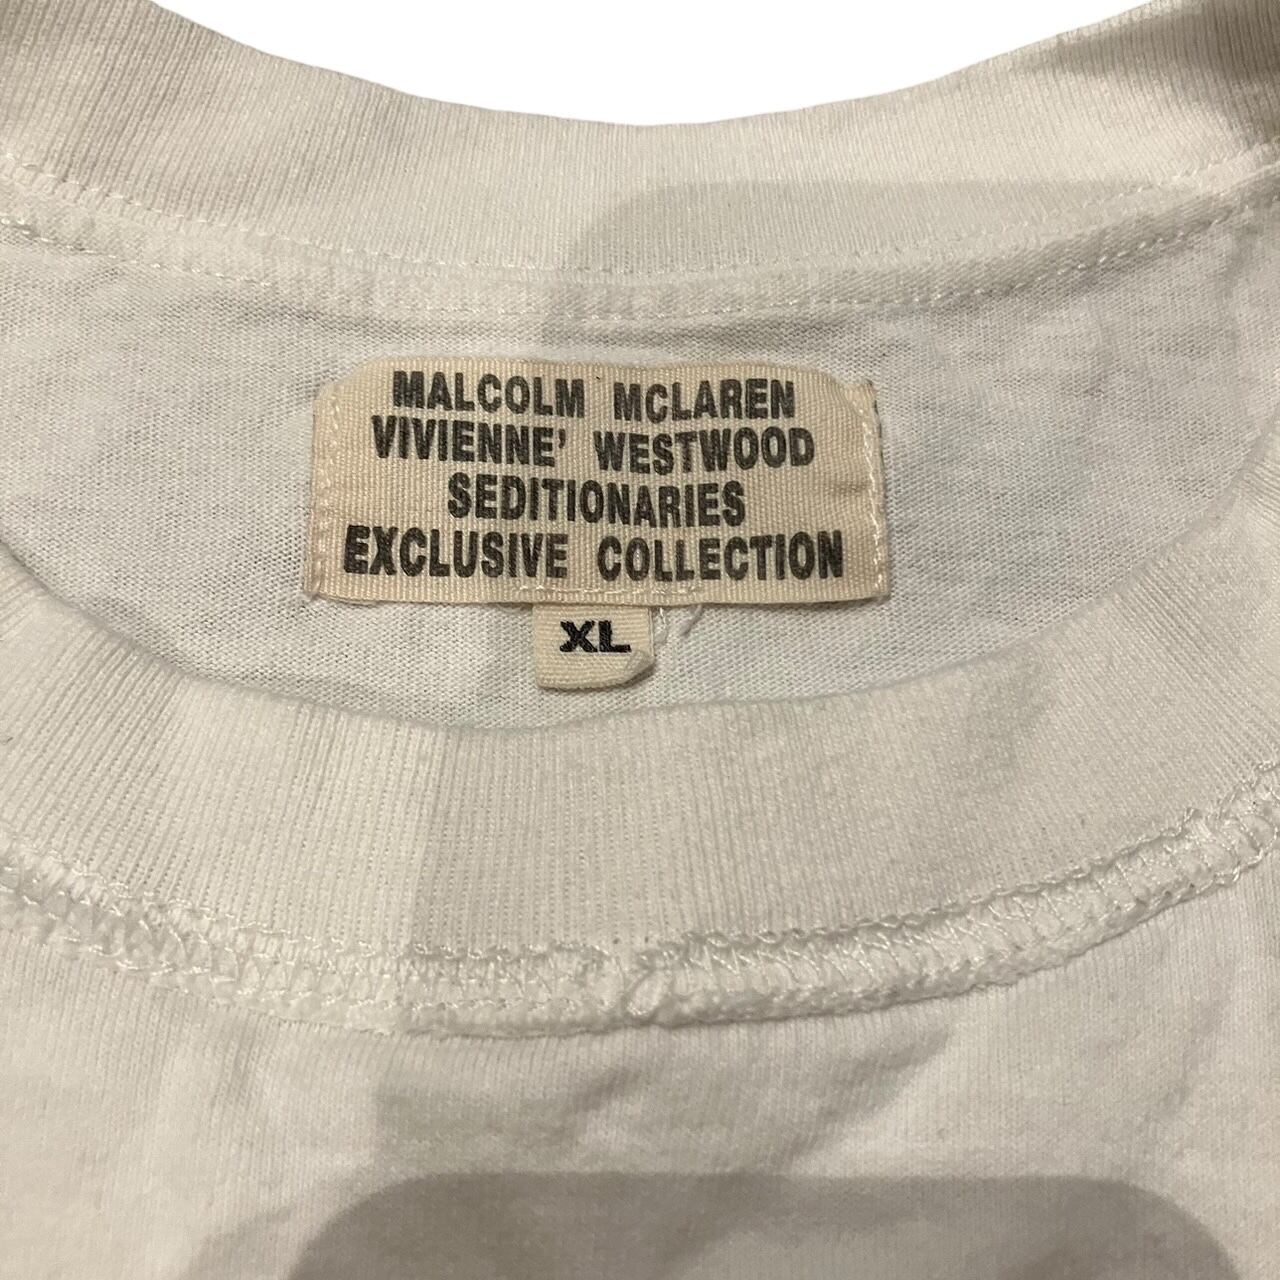 MALCOLM MCLAREN
VIVIENNE' WESTWOOD
SEDITIONARIES
EXCLUSIVE COLLECTION
XL